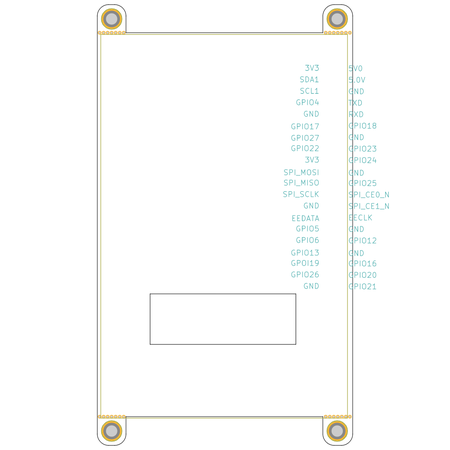 3V3 5V0
SDA1 5.0V
SCL1 GND
GPIO4 TXD
GND RXD
GPIO17 GPIO18
GPIO27 GND
GPIO22 GPIO23
3V3 GPIO24
SPI_MOSI GND
SPI_MISO GPIO25
SPI_SCLK SPI_CE0_N
GND SPI_CE1_N
EEDATA EECLK
GPIO5 GND
GPIO6 GPIO12
GPIO13 GND
GPOI19 GPIO16
GPIO26 GPIO20
GND GPIO21